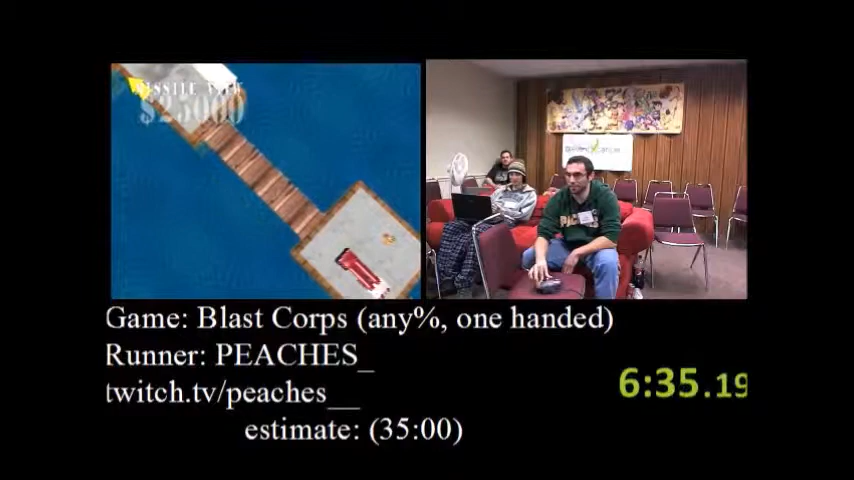 MISSILE VIEW
$25000
Game: Blast Corps (any%, one handed)
Runner: PEACHES_
twitch.tv/peaches__
6:35.19
estimate: (35:00)